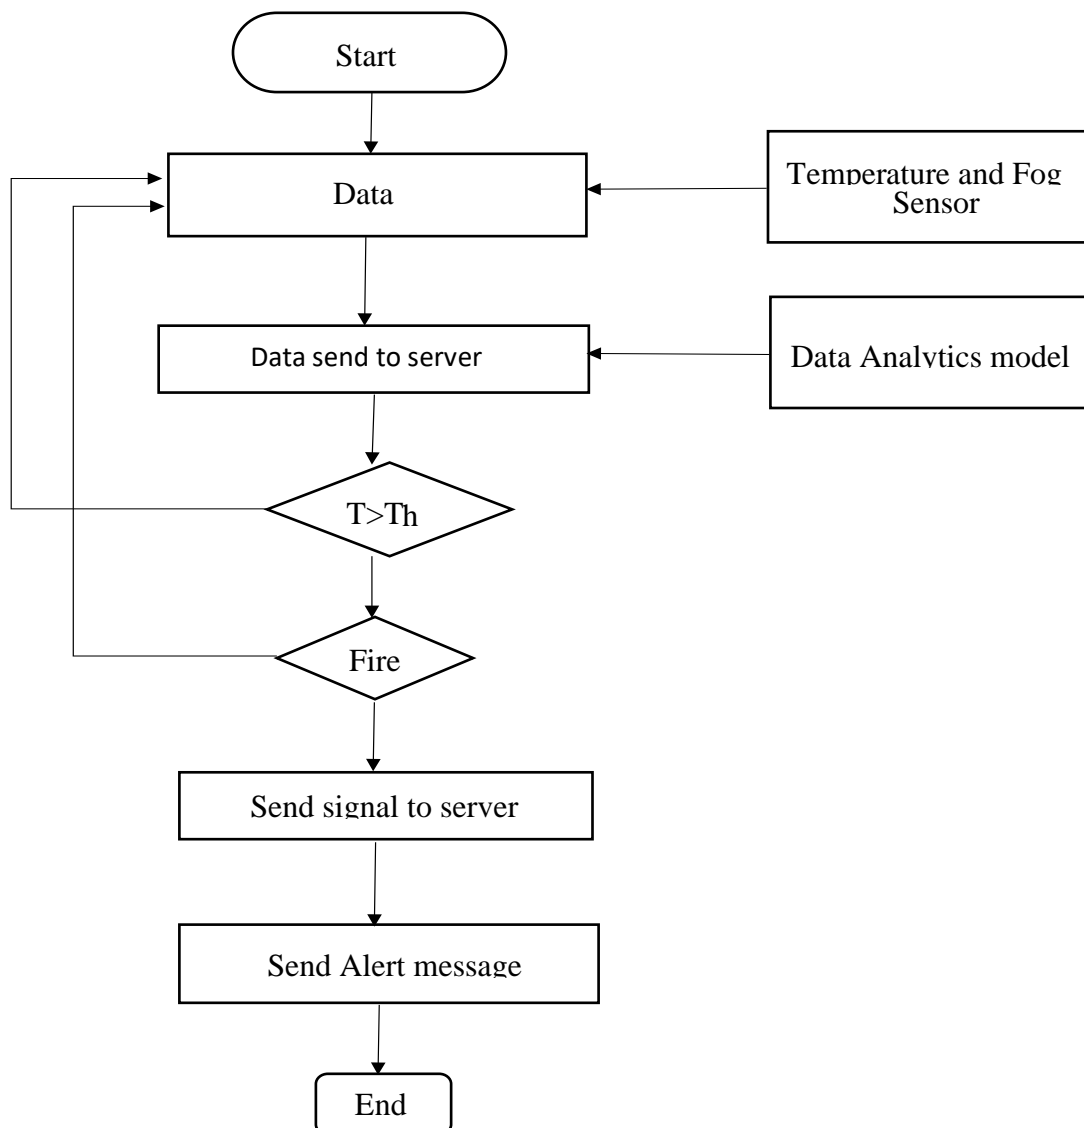 Start
Data
Temperature and Fog
Sensor
Data send to server
Data Analytics model
T>Th
Fire
Send signal to server
Send Alert message
End